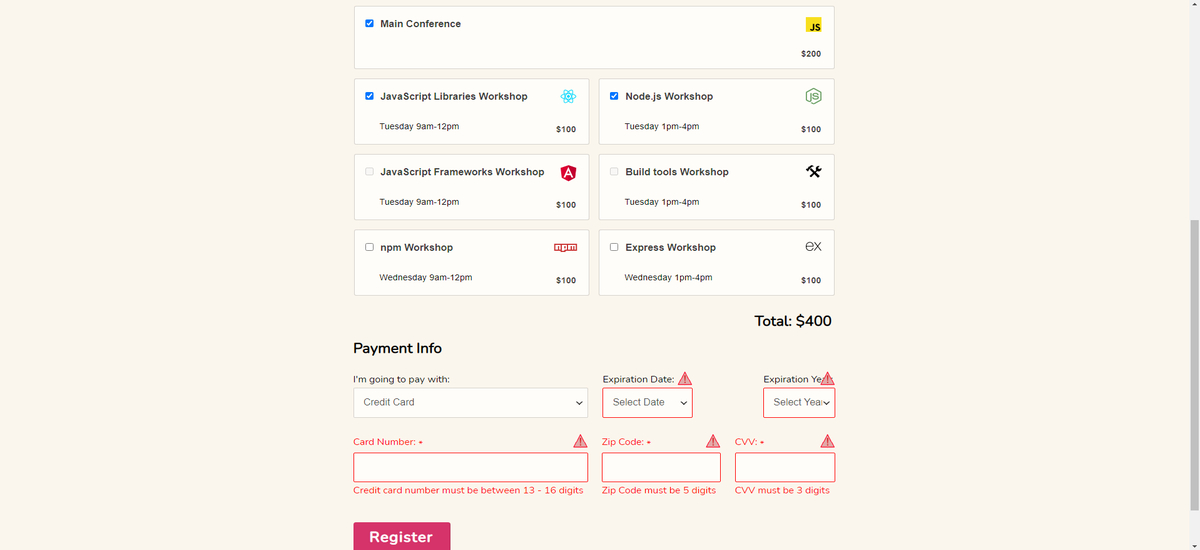 Main Conference
JS
$200
JavaScript Libraries Workshop
Tuesday 9am-12pm
$100
Node.js Workshop
JS
Tuesday 1pm-4pm
$100
JavaScript Frameworks Workshop
A
Tuesday 9am-12pm
$100
Build tools Workshop
Tuesday 1pm-4pm
$100
npm Workshop
npm
Wednesday 9am-12pm
$100
Express Workshop
ex
Wednesday 1pm-4pm
$100
Total: $400
Payment Info
I'm going to pay with:
Credit Card
Expiration Date:
Select Date
Expiration
Select
Card Number: *
Credit card number must be between 13 - 16 digits
Zip Code: *
Zip Code must be 5 digits
CVV: *
CVV must be 3 digits
Register